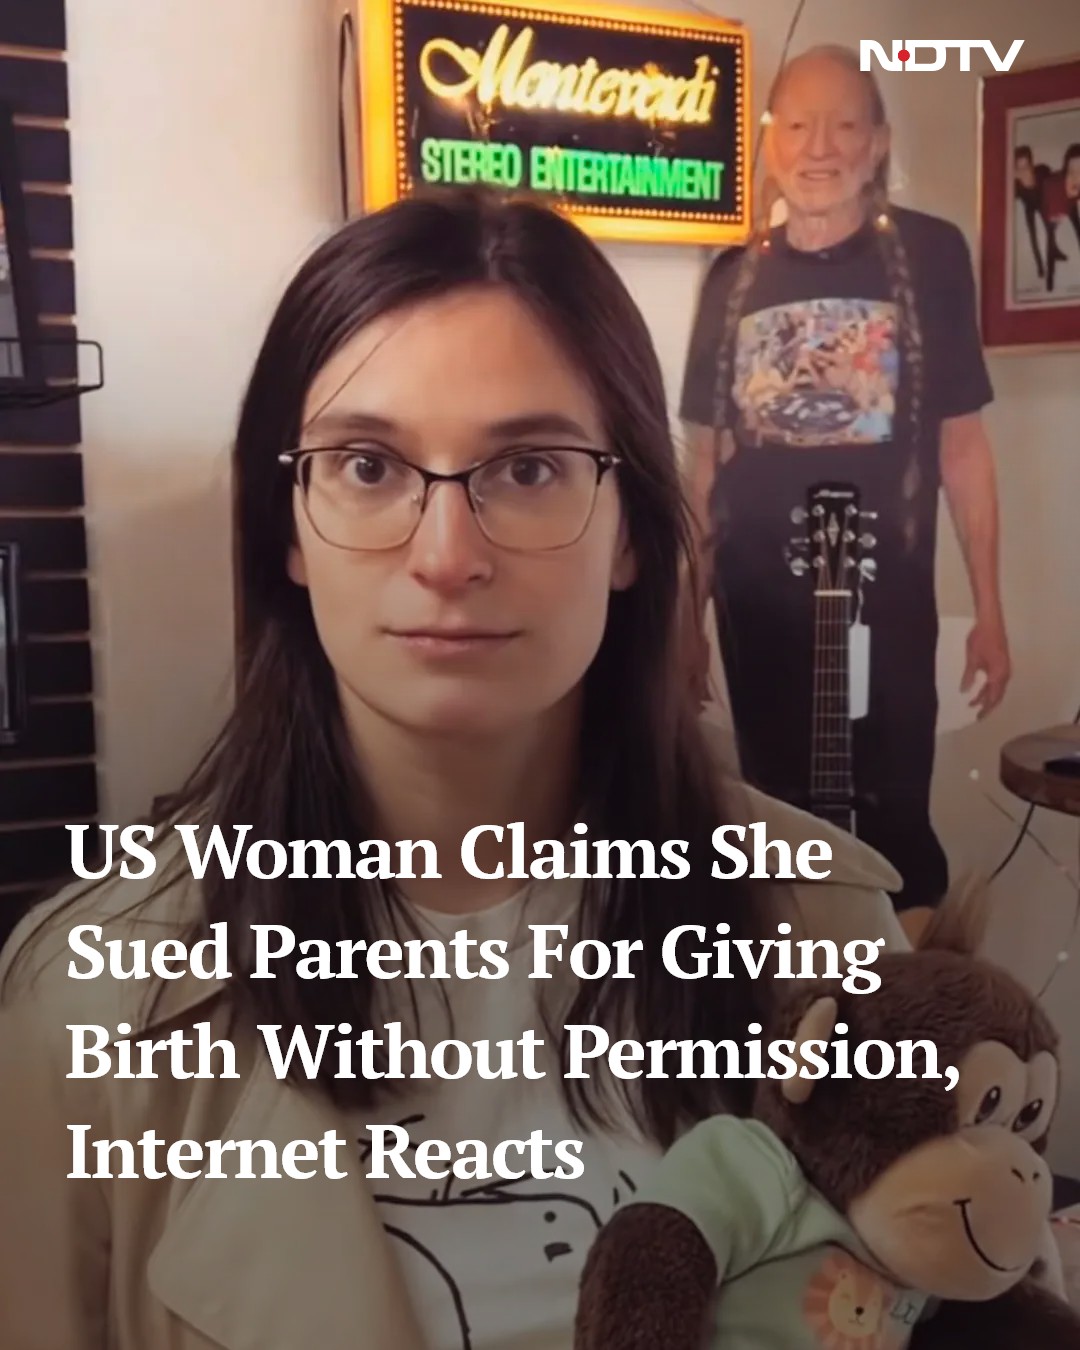 NDTV
Monteverdi
STEREO ENTERTAINMENT
US Woman Claims She
Sued Parents For Giving
Birth Without Permission,
Internet Reacts